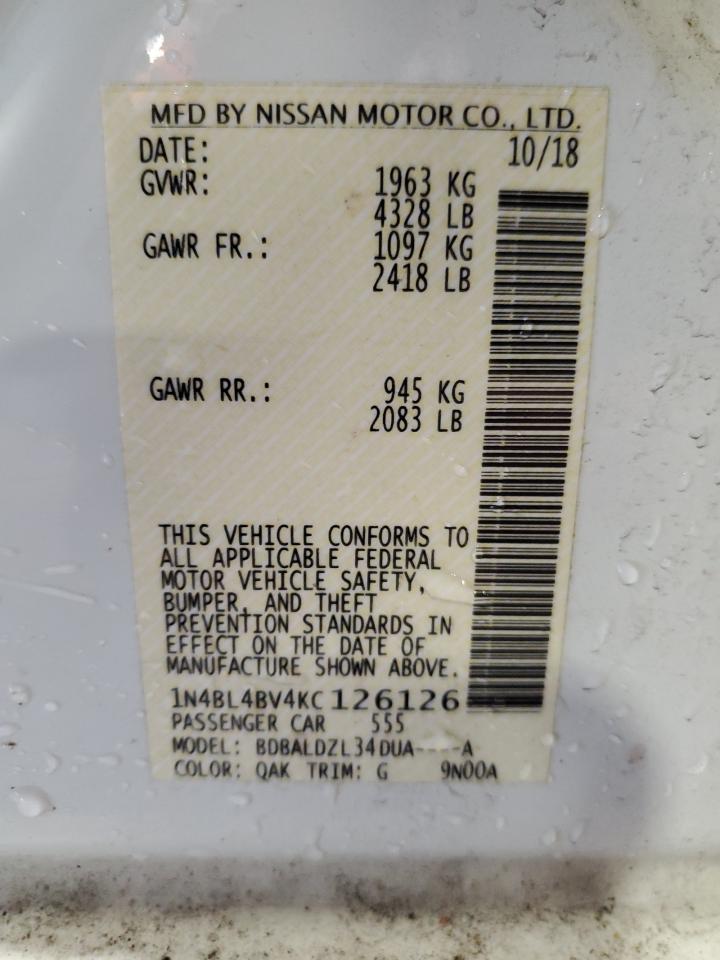 MFD BY NISSAN MOTOR CO., LTD.
DATE: 10/18
GVWR: 1963 KG
4328 LB
GAWR FR.: 1097 KG
2418 LB
GAWR RR.: 945 KG
2083 LB
THIS VEHICLE CONFORMS TO
ALL APPLICABLE FEDERAL
MOTOR VEHICLE SAFETY,
BUMPER, AND THEFT
PREVENTION STANDARDS IN
EFFECT ON THE DATE OF
MANUFACTURE SHOWN ABOVE.
1N4BL4BV4KC126126
PASSENGER CAR 555
MODEL: BDBALDZL34DUA----A
COLOR: QAK TRIM: G 9N00A